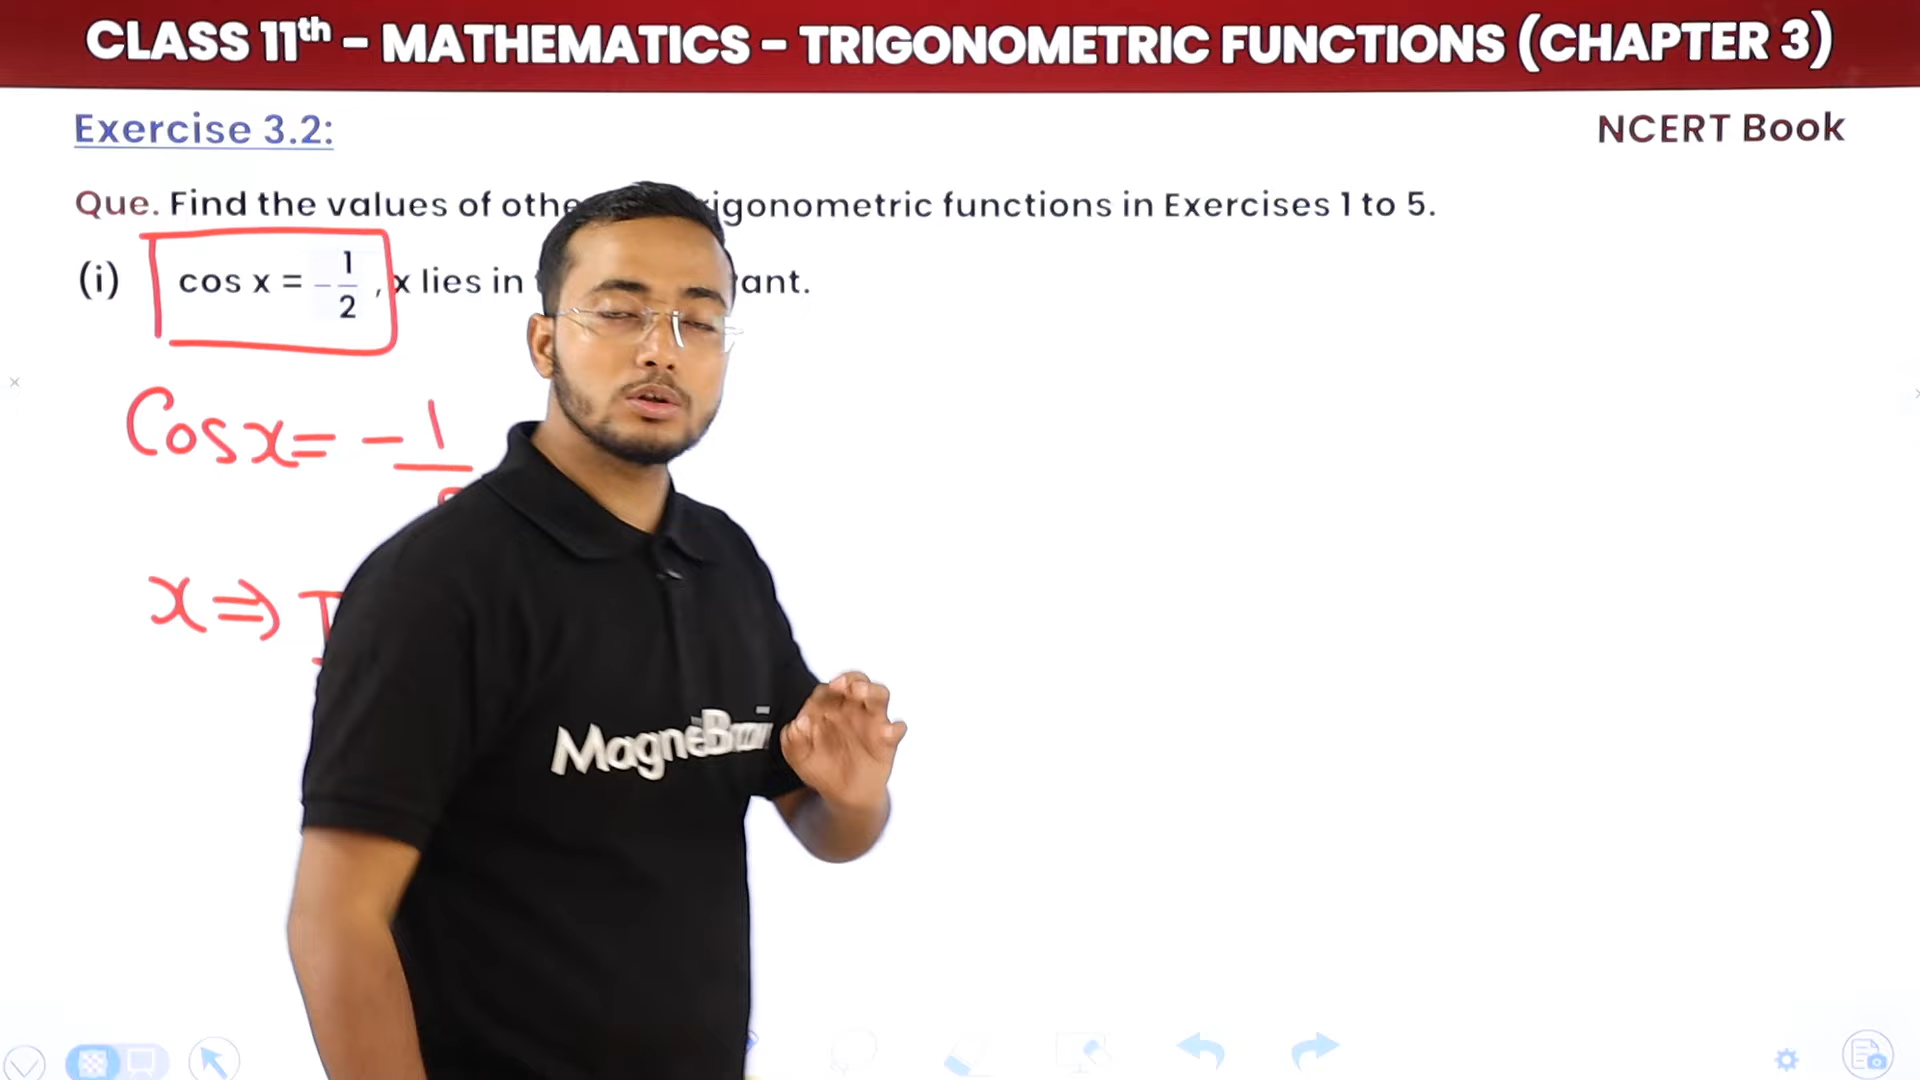 CLASS 11th - MATHEMATICS - TRIGONOMETRIC FUNCTIONS (CHAPTER 3)
Exercise 3.2:
NCERT Book
Que. Find the values of othe igonometric functions in Exercises 1 to 5.
(i) cos x = -1/2, x lies in ant.
Cos x = -1
x ⇒
MagneBrain